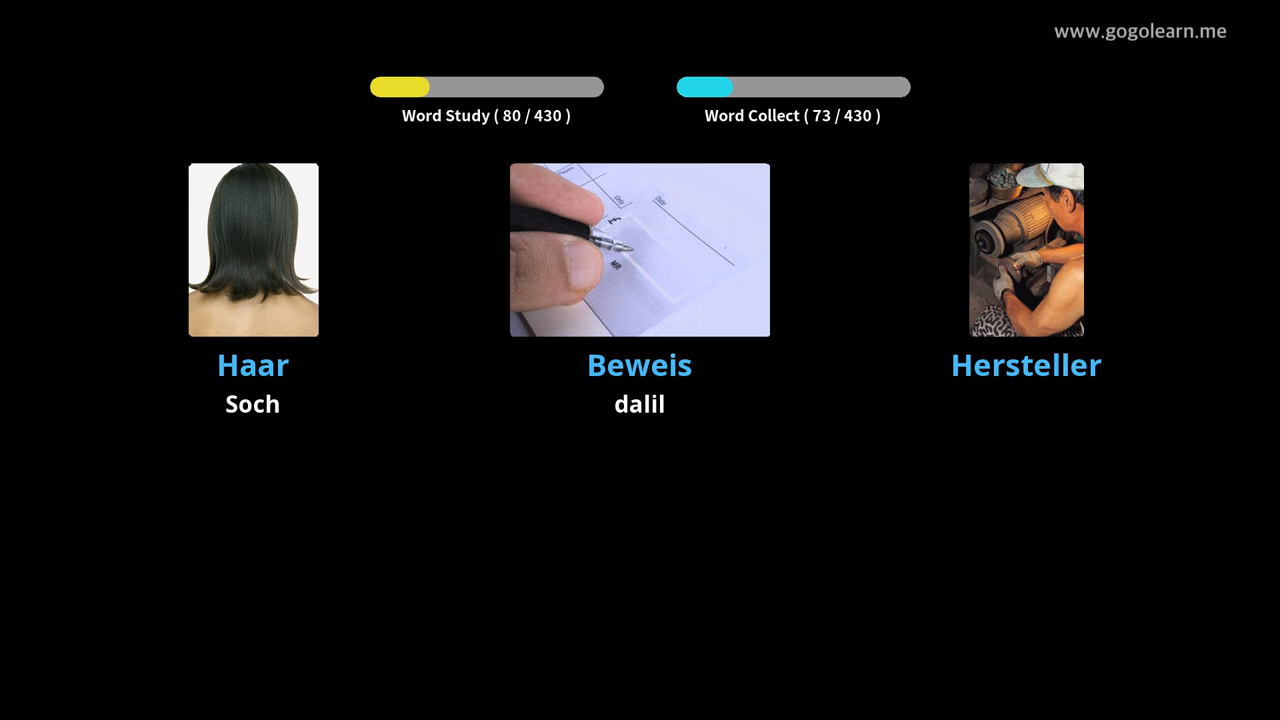 www.gogolearn.me
Word Study ( 80 / 430 )
Word Collect ( 73 / 430 )
Haar
Beweis
Hersteller
Soch
dalil